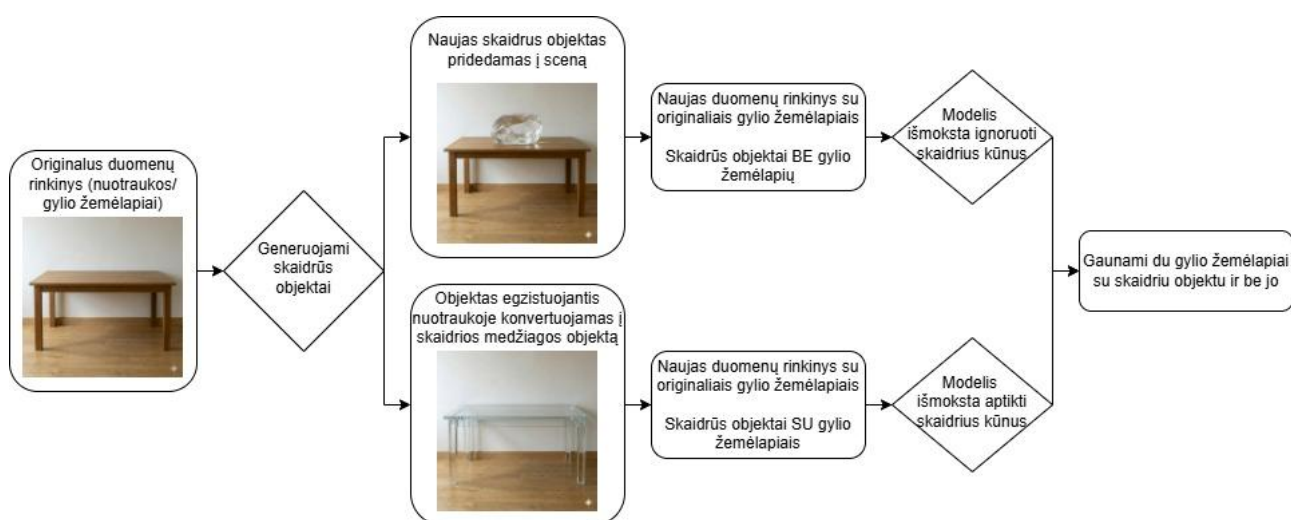 Originalus duomenų
rinkinys (nuotraukos/
gylio žemėlapiai)
Generuojami
skaidrūs
objektai
Naujas skaidrus objektas
pridedamas į sceną
Naujas duomenų rinkinys su
originaliais gylio žemėlapiais
Skaidrūs objektai BE gylio
žemėlapių
Modelis
išmoksta ignoruoti
skaidrius kūnus
Objektas egzistuojantis
nuotraukoje konvertuojamas į
skaidrios medžiagos objektą
Naujas duomenų rinkinys su
originaliais gylio žemėlapiais
Skaidrūs objektai SU gylio
žemėlapiais
Modelis
išmoksta aptikti
skaidrius kūnus
Gaunami du gylio žemėlapiai
su skaidriu objektu ir be jo